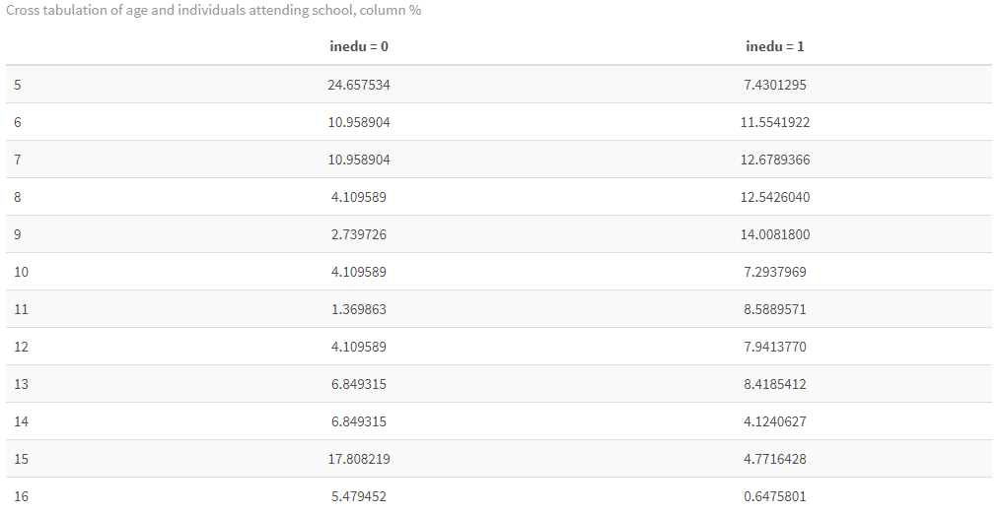 Cross tabulation of age and individuals attending school, column %
inedu = 0 inedu = 1
5 24.657534 7.4301295
6 10.958904 11.5541922
7 10.958904 12.6789366
8 4.109589 12.5426040
9 2.739726 14.0081800
10 4.109589 7.2937969
11 1.369863 8.5889571
12 4.109589 7.9413770
13 6.849315 8.4185412
14 6.849315 4.1240627
15 17.808219 4.7716428
16 5.479452 0.6475801